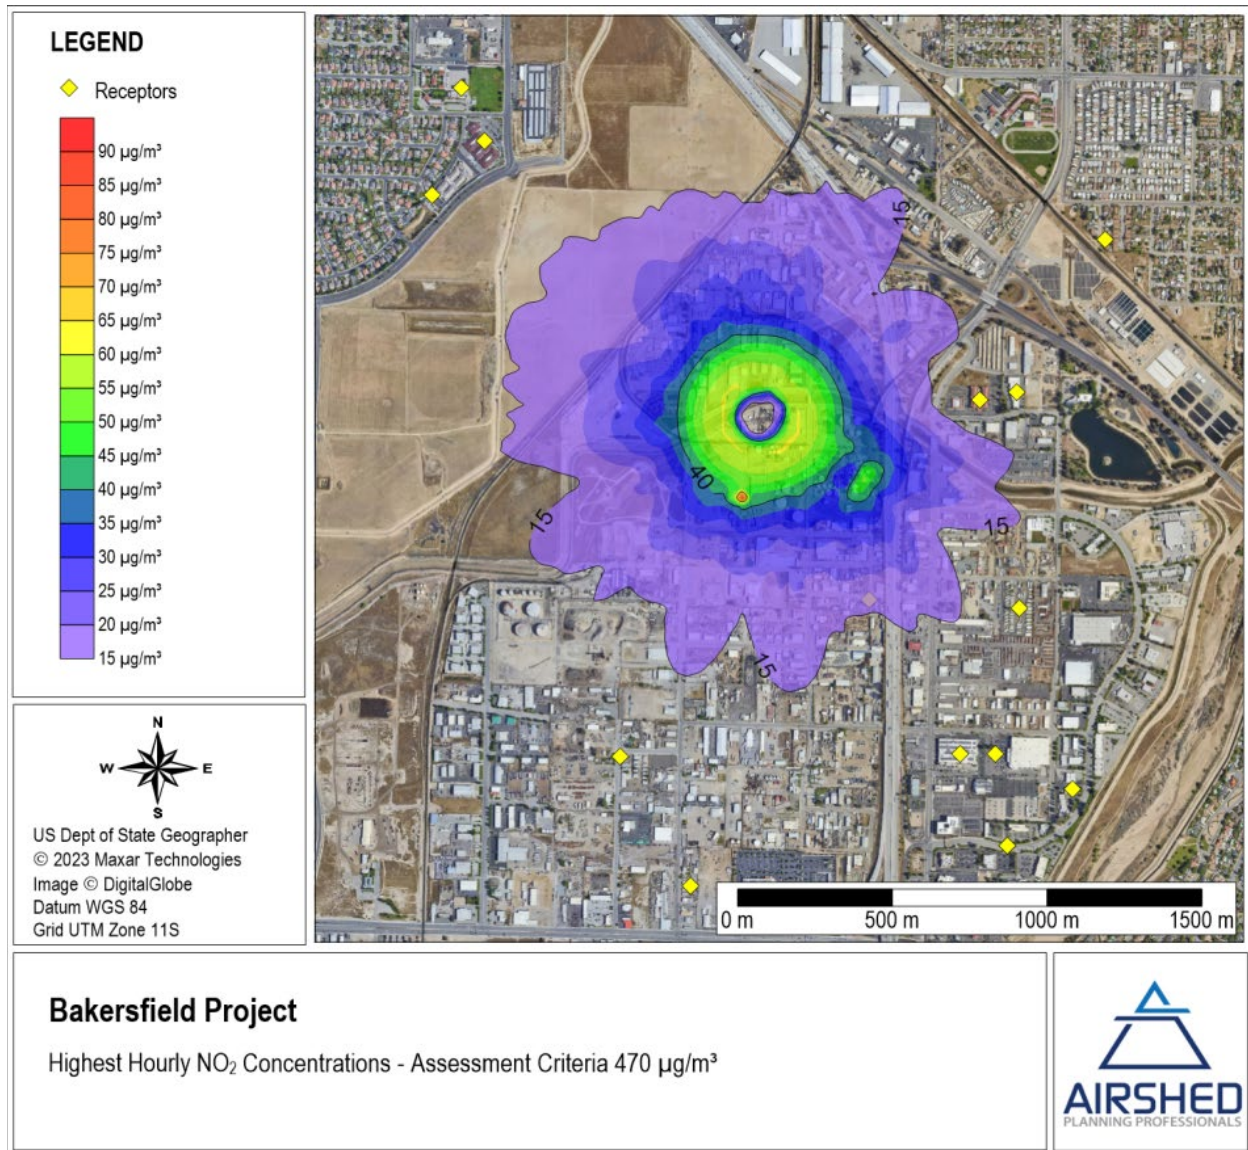 LEGEND
Receptors
90 µg/m³
85 µg/m³
80 µg/m³
75 µg/m³
70 µg/m³
65 µg/m³
60 µg/m³
55 µg/m³
50 µg/m³
45 µg/m³
40 µg/m³
35 µg/m³
30 µg/m³
25 µg/m³
20 µg/m³
15 µg/m³
15
40
15
15
15
N
W E
S
US Dept of State Geographer
© 2023 Maxar Technologies
Image © DigitalGlobe
Datum WGS 84
Grid UTM Zone 11S
0 m 500 m 1000 m 1500 m
Bakersfield Project
Highest Hourly NO₂ Concentrations - Assessment Criteria 470 µg/m³
AIRSHED
PLANNING PROFESSIONALS